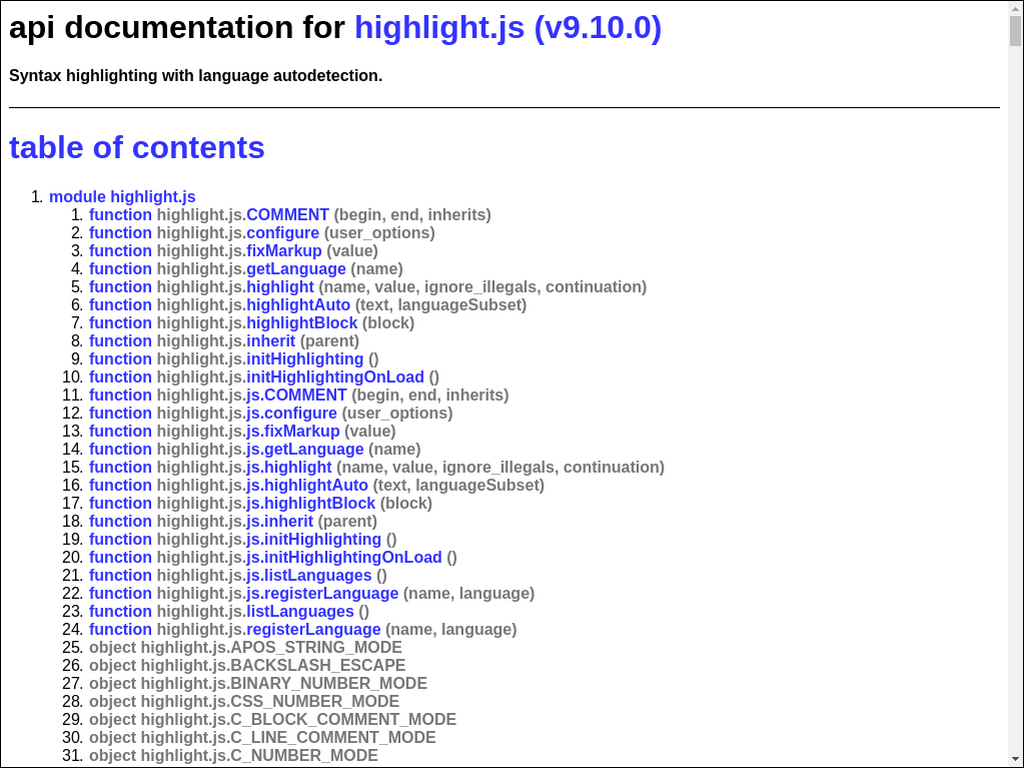 api documentation for highlight.js (v9.10.0)
Syntax highlighting with language autodetection.
table of contents
1. module highlight.js
1. function highlight.js.COMMENT (begin, end, inherits)
2. function highlight.js.configure (user_options)
3. function highlight.js.fixMarkup (value)
4. function highlight.js.getLanguage (name)
5. function highlight.js.highlight (name, value, ignore_illegals, continuation)
6. function highlight.js.highlightAuto (text, languageSubset)
7. function highlight.js.highlightBlock (block)
8. function highlight.js.inherit (parent)
9. function highlight.js.initHighlighting ()
10. function highlight.js.initHighlightingOnLoad ()
11. function highlight.js.js.COMMENT (begin, end, inherits)
12. function highlight.js.js.configure (user_options)
13. function highlight.js.js.fixMarkup (value)
14. function highlight.js.js.getLanguage (name)
15. function highlight.js.js.highlight (name, value, ignore_illegals, continuation)
16. function highlight.js.js.highlightAuto (text, languageSubset)
17. function highlight.js.js.highlightBlock (block)
18. function highlight.js.js.inherit (parent)
19. function highlight.js.js.initHighlighting ()
20. function highlight.js.js.initHighlightingOnLoad ()
21. function highlight.js.js.listLanguages ()
22. function highlight.js.js.registerLanguage (name, language)
23. function highlight.js.listLanguages ()
24. function highlight.js.registerLanguage (name, language)
25. object highlight.js.APOS_STRING_MODE
26. object highlight.js.BACKSLASH_ESCAPE
27. object highlight.js.BINARY_NUMBER_MODE
28. object highlight.js.CSS_NUMBER_MODE
29. object highlight.js.C_BLOCK_COMMENT_MODE
30. object highlight.js.C_LINE_COMMENT_MODE
31. object highlight.js.C_NUMBER_MODE